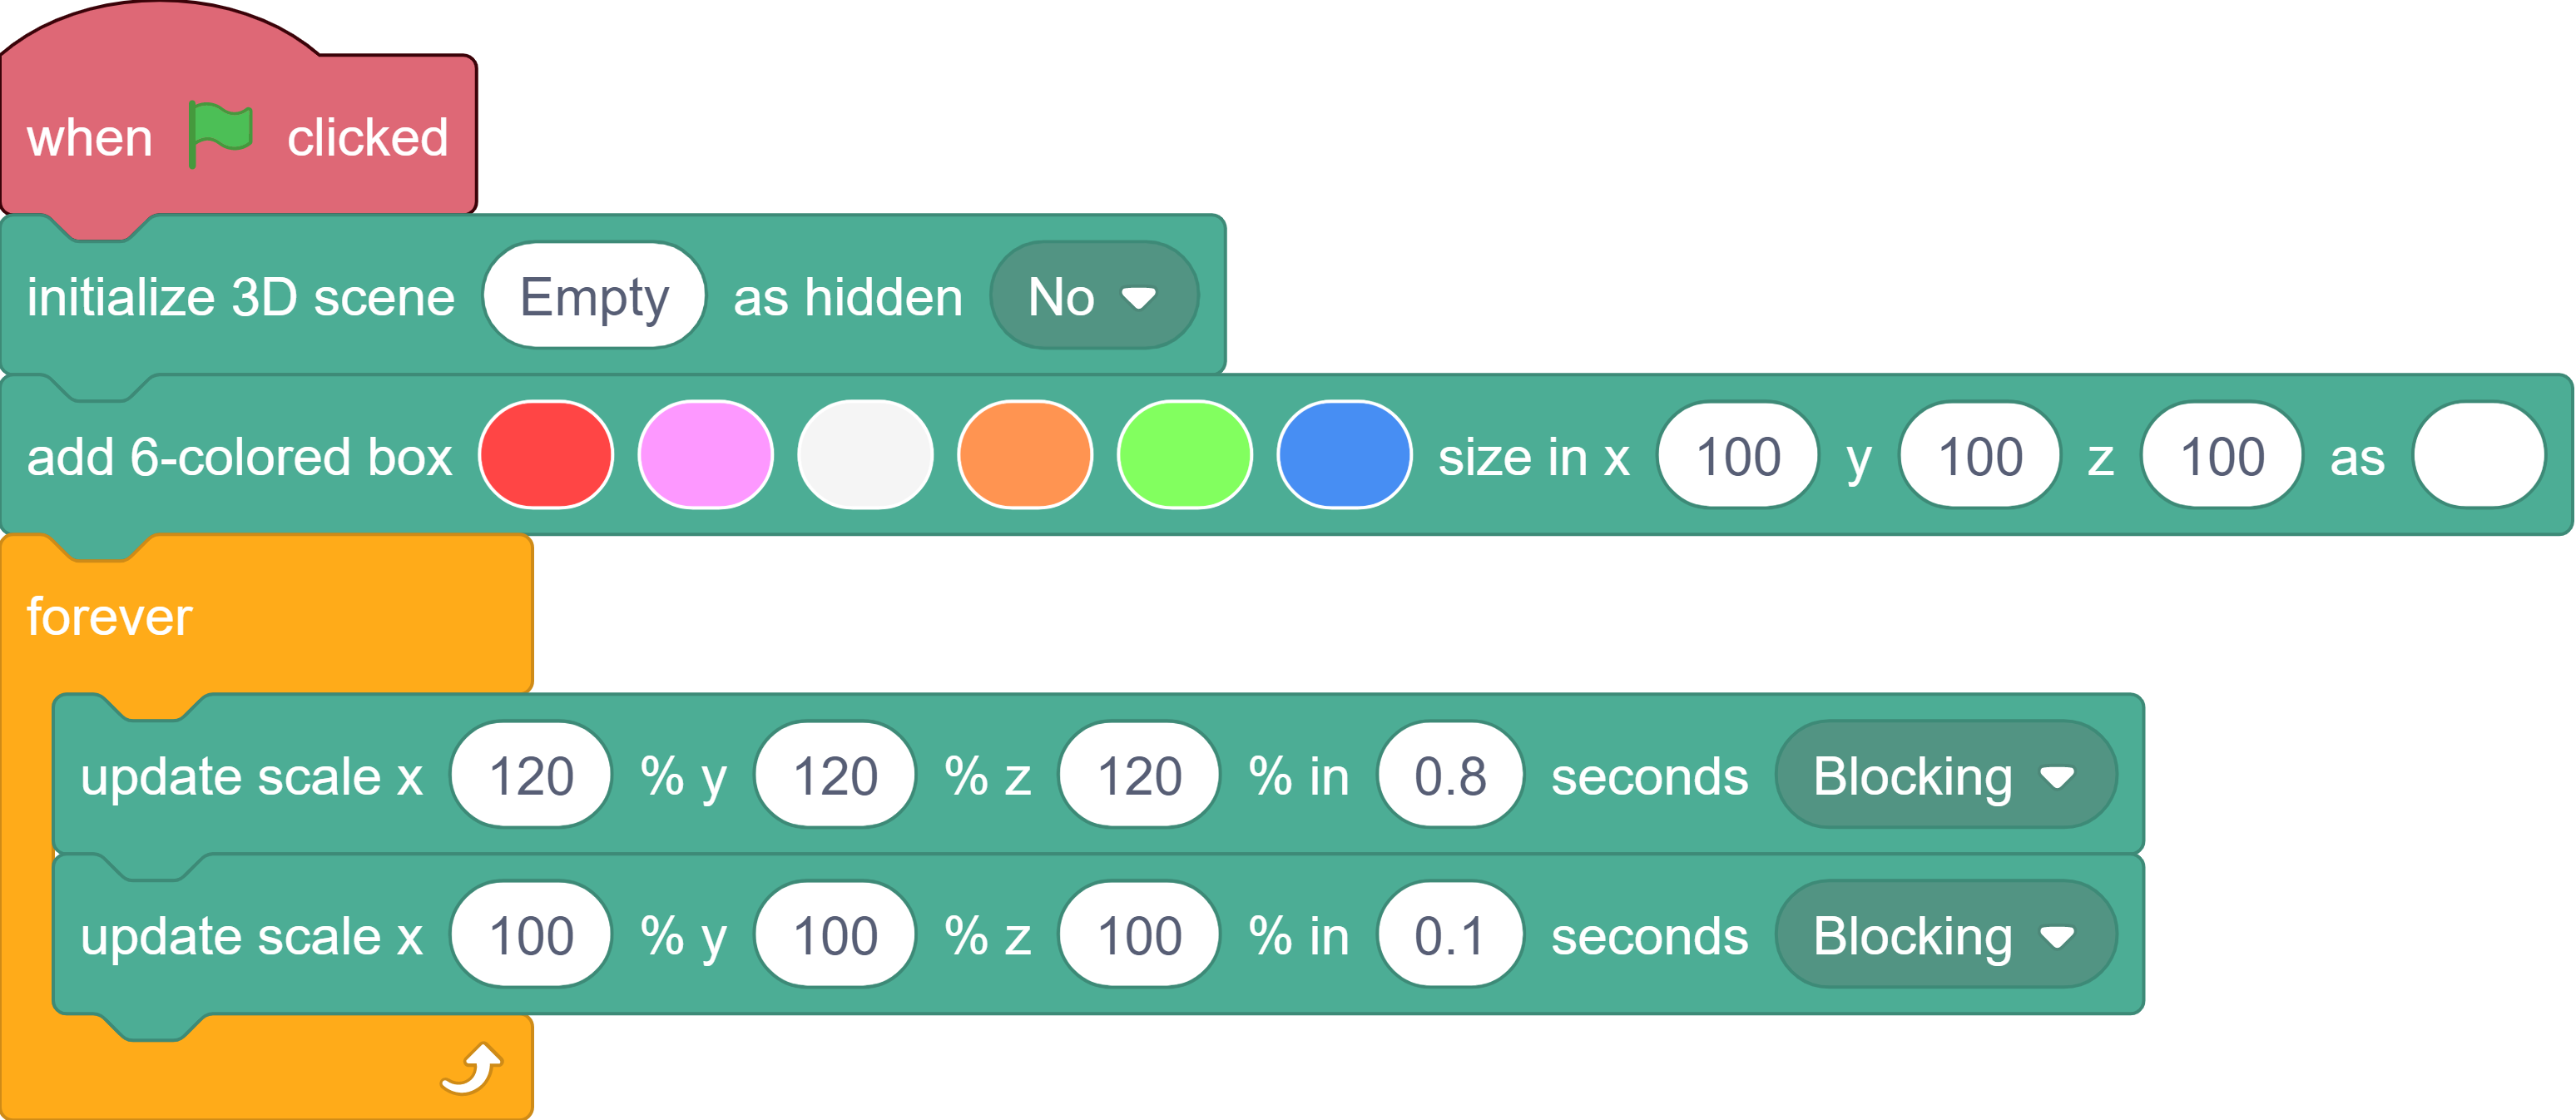 when clicked
initialize 3D scene Empty as hidden No
add 6-colored box size in x 100 y 100 z 100 as
forever
update scale x 120 % y 120 % z 120 % in 0.8 seconds Blocking
update scale x 100 % y 100 % z 100 % in 0.1 seconds Blocking